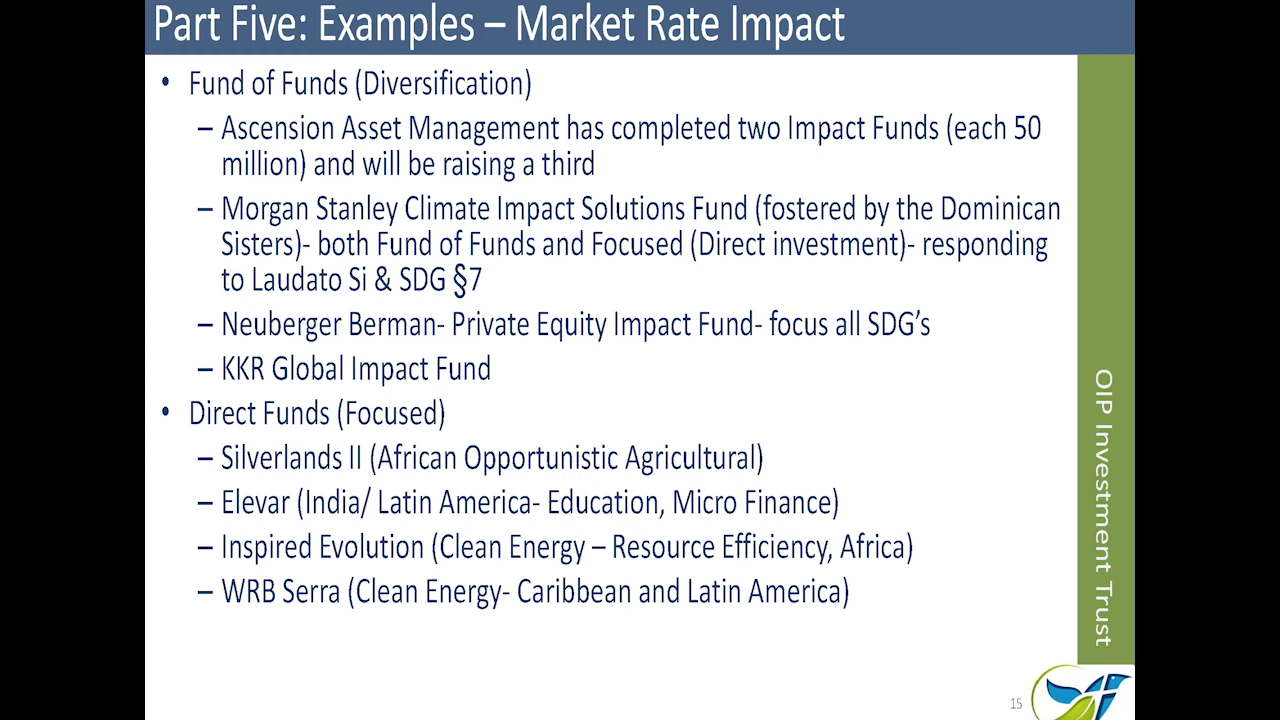 Part Five: Examples – Market Rate Impact
• Fund of Funds (Diversification)
– Ascension Asset Management has completed two Impact Funds (each 50
million) and will be raising a third
– Morgan Stanley Climate Impact Solutions Fund (fostered by the Dominican
Sisters)- both Fund of Funds and Focused (Direct investment)- responding
to Laudato Si & SDG §7
– Neuberger Berman- Private Equity Impact Fund- focus all SDG’s
– KKR Global Impact Fund
• Direct Funds (Focused)
– Silverlands II (African Opportunistic Agricultural)
– Elevar (India/ Latin America- Education, Micro Finance)
– Inspired Evolution (Clean Energy – Resource Efficiency, Africa)
– WRB Serra (Clean Energy- Caribbean and Latin America)
OIP Investment Trust
15